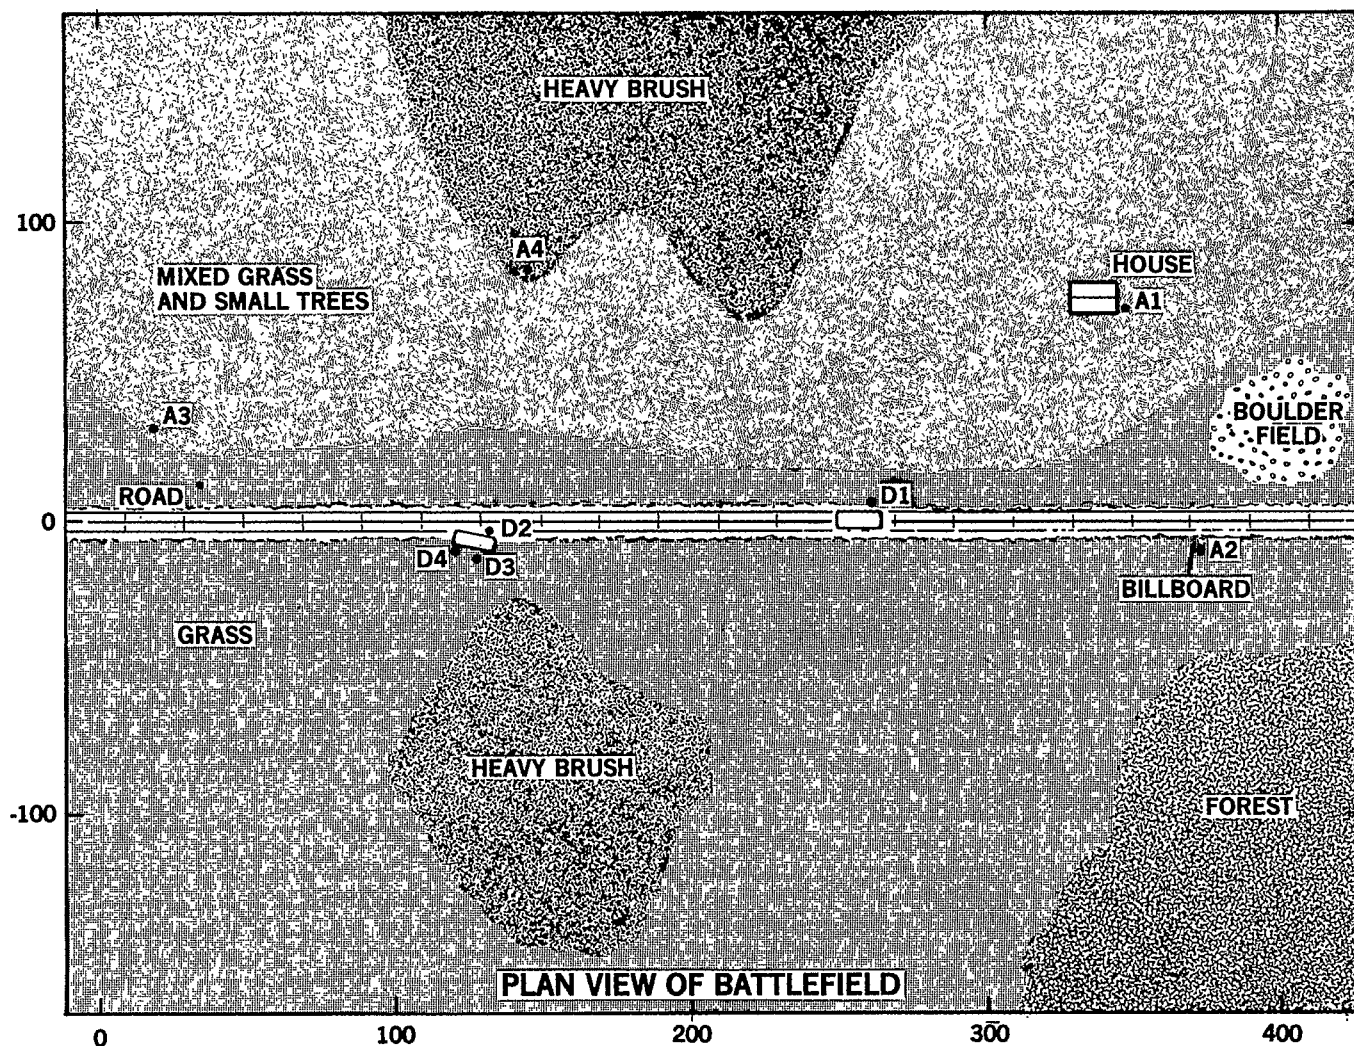 HEAVY BRUSH
100
A4
HOUSE
MIXED GRASS
AND SMALL TREES
A1
A3
BOULDER
FIELD
ROAD
D1
0
D2
A2
D4
D3
BILLBOARD
GRASS
HEAVY BRUSH
FOREST
-100
PLAN VIEW OF BATTLEFIELD
0
100
200
300
400